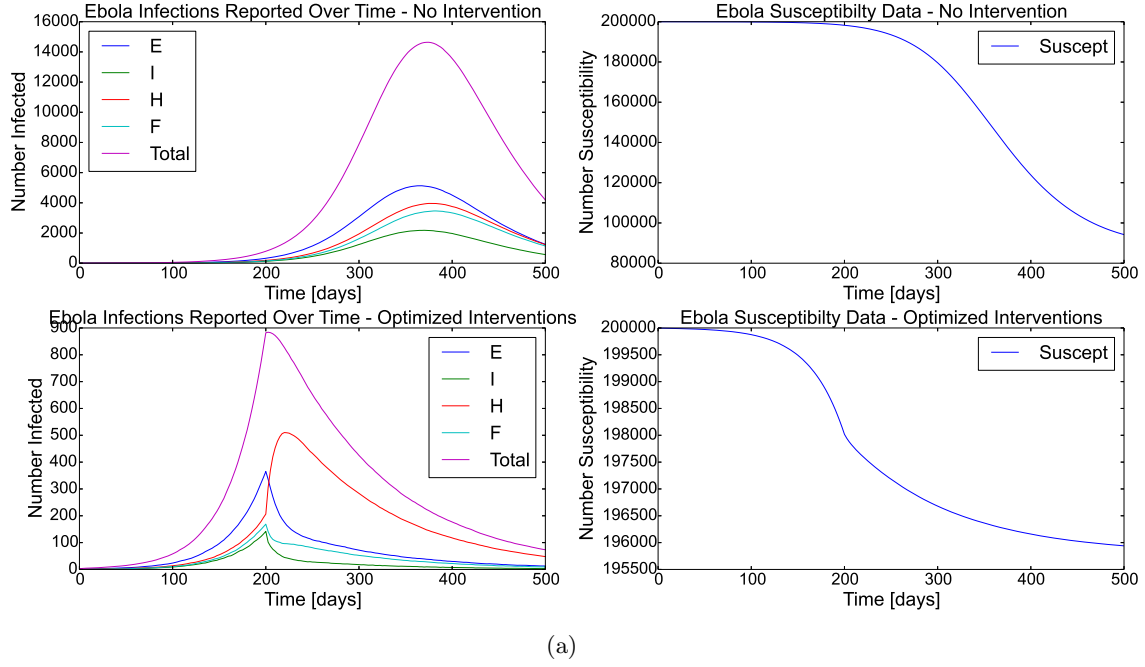 Ebola Infections Reported Over Time - No Intervention
Number Infected
16000
14000
12000
10000
8000
6000
4000
2000
0
E
I
H
F
Total
0 100 200 300 400 500
Time [days]
Ebola Susceptibilty Data - No Intervention
Number Susceptibility
200000
180000
160000
140000
120000
100000
80000
Suscept
0 100 200 300 400 500
Time [days]
Ebola Infections Reported Over Time - Optimized Interventions
Number Infected
900
800
700
600
500
400
300
200
100
0
E
I
H
F
Total
0 100 200 300 400 500
Time [days]
Ebola Susceptibilty Data - Optimized Interventions
Number Susceptibility
200000
199500
199000
198500
198000
197500
197000
196500
196000
195500
Suscept
0 100 200 300 400 500
Time [days]
(a)